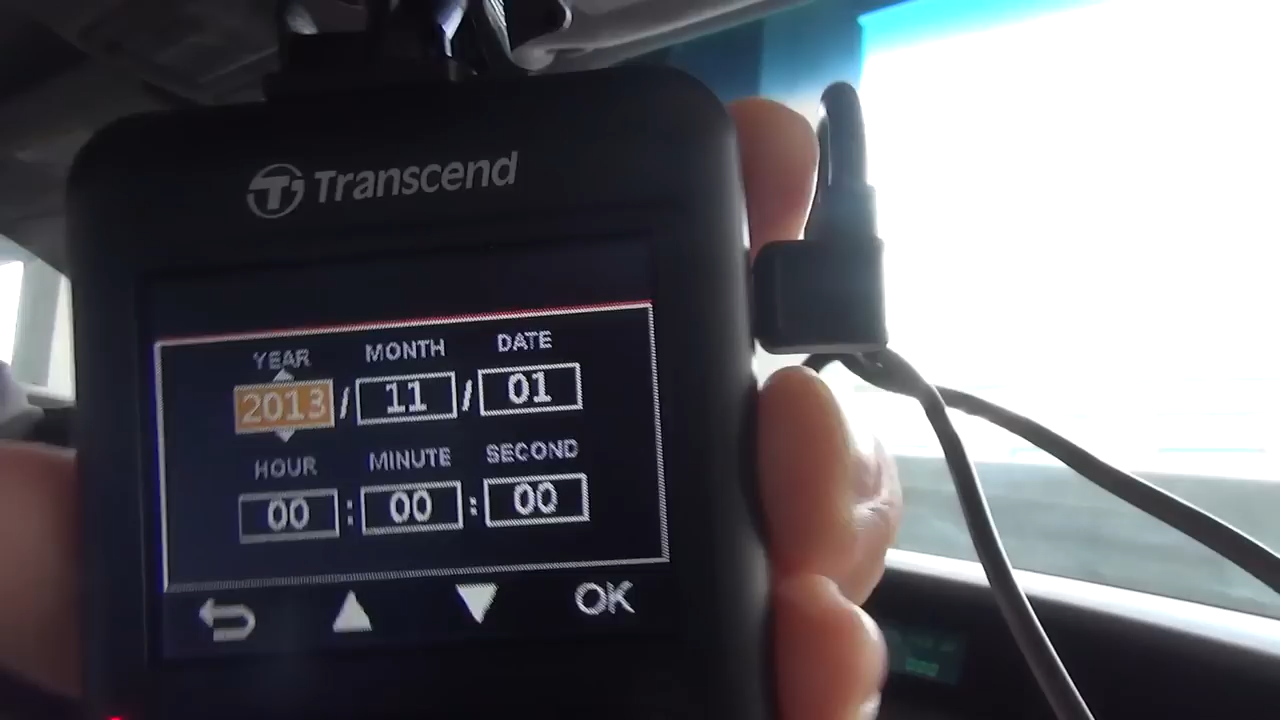 Transcend
YEAR MONTH DATE
2013 / 11 / 01
HOUR MINUTE SECOND
00 : 00 : 00
OK